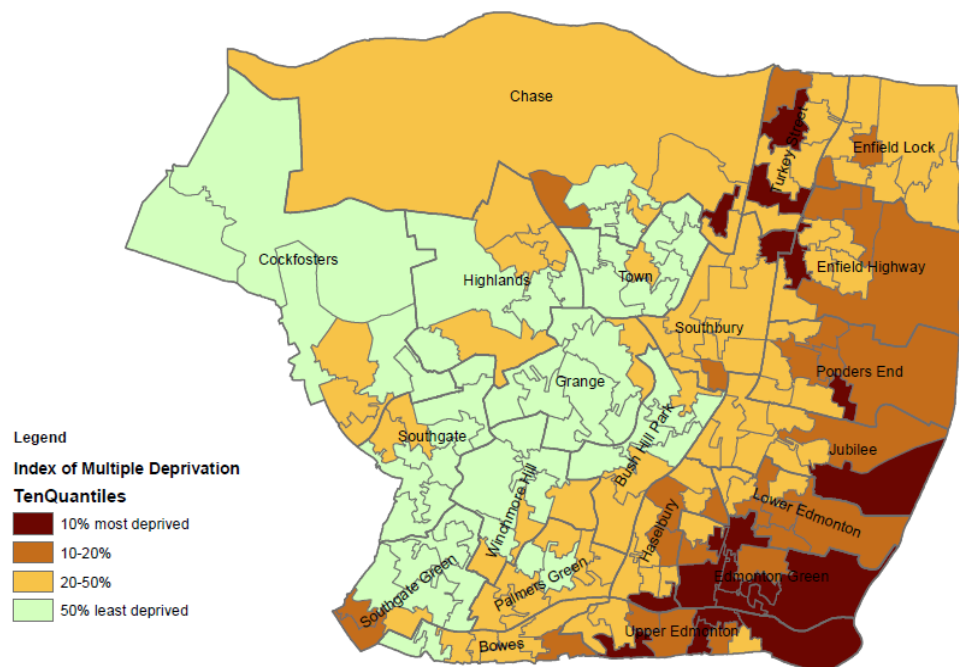 Chase
Turkey Street
Enfield Lock
Cockfosters
Highlands
Town
Enfield Highway
Southbury
Grange
Ponders End
Southgate
Bush Hill Park
Jubilee
Winchmore Hill
Haselbury
Lower Edmonton
Southgate Green
Palmers Green
Edmonton Green
Bowes
Upper Edmonton
Legend
Index of Multiple Deprivation
TenQuantiles
10% most deprived
10-20%
20-50%
50% least deprived